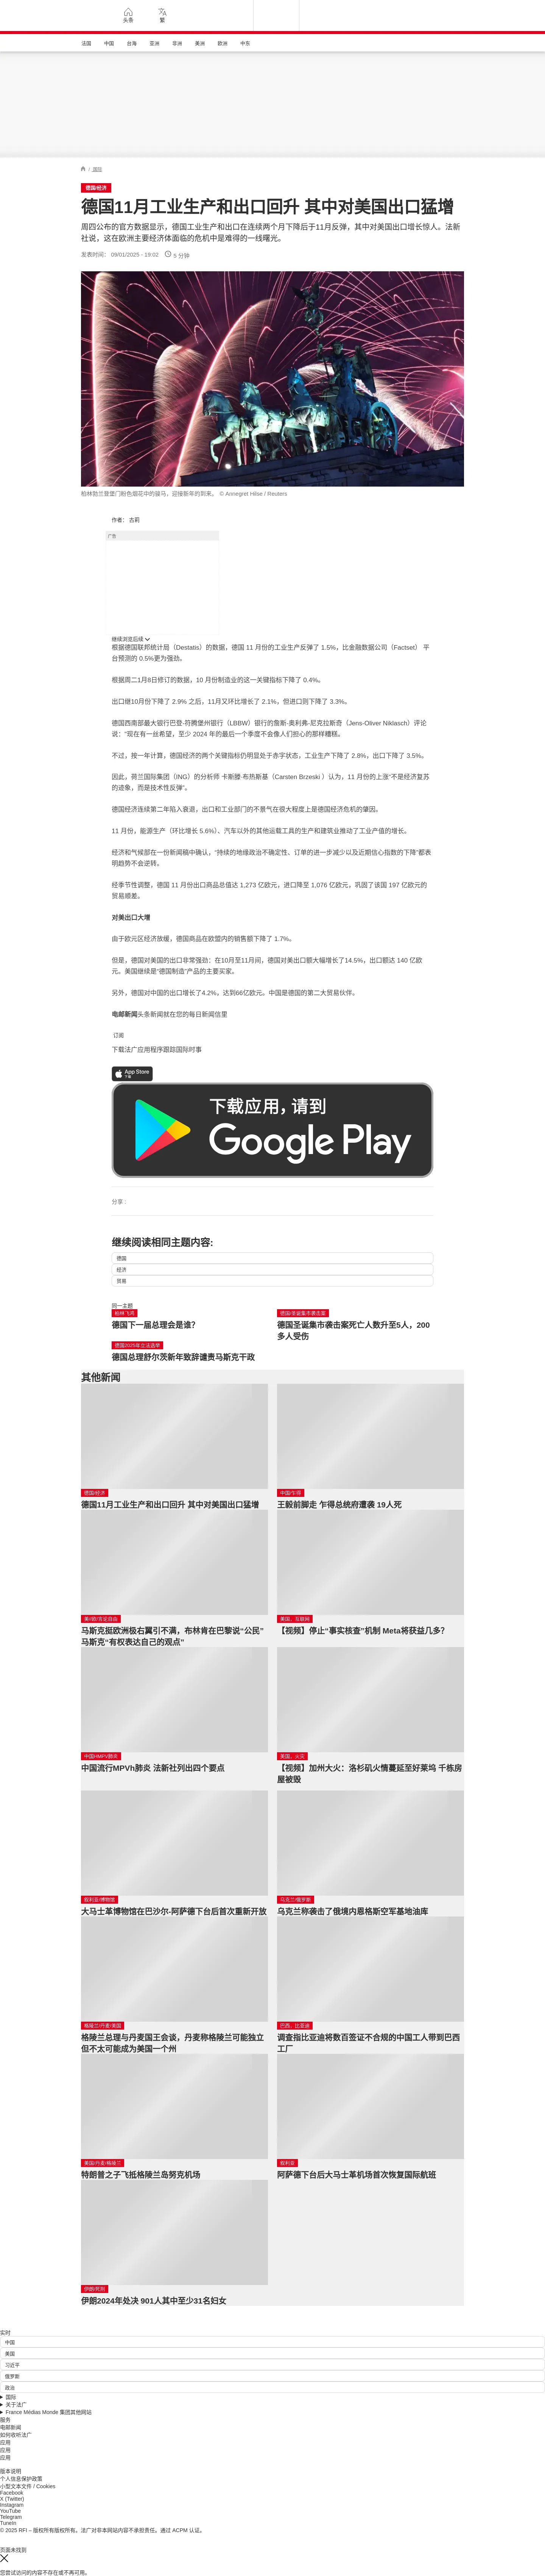 头条
繁
法国
中国
台湾
亚洲
非洲
美洲
欧洲
中东
/ 国际
德国/经济
德国11月工业生产和出口回升 其中对美国出口猛增
周四公布的官方数据显示，德国工业生产和出口在连续两个月下降后于11月反弹，其中对美国出口增长惊人。法新
社说，这在欧洲主要经济体面临的危机中是难得的一线曙光。
发表时间： 09/01/2025 - 19:02
5 分钟
柏林勃兰登堡门粉色烟花中的骏马，迎接新年的到来。 © Annegret Hilse / Reuters
作者： 古莉
广告
继续浏览后续
根据德国联邦统计局（Destatis）的数据，德国 11 月份的工业生产反弹了 1.5%，比金融数据公司（Factset） 平
台预测的 0.5%更为强劲。
根据周二1月8日修订的数据，10 月份制造业的这一关键指标下降了 0.4%。
出口继10月份下降了 2.9% 之后，11月又环比增长了 2.1%，但进口则下降了 3.3%。
德国西南部最大银行巴登-符腾堡州银行（LBBW）银行的詹斯-奥利弗-尼克拉斯奇（Jens-Oliver Niklasch）评论
说：“现在有一丝希望，至少 2024 年的最后一个季度不会像人们担心的那样糟糕。
不过，按一年计算，德国经济的两个关键指标仍明显处于赤字状态，工业生产下降了 2.8%，出口下降了 3.5%。
因此，荷兰国际集团（ING）的分析师 卡斯滕·布热斯基（Carsten Brzeski ）认为，11 月份的上涨“不是经济复苏
的迹象，而是技术性反弹”。
德国经济连续第二年陷入衰退，出口和工业部门的不景气在很大程度上是德国经济危机的肇因。
11 月份，能源生产（环比增长 5.6%）、汽车以外的其他运载工具的生产和建筑业推动了工业产值的增长。
经济和气候部在一份新闻稿中确认，“持续的地缘政治不确定性、订单的进一步减少以及近期信心指数的下降”都表
明趋势不会逆转。
经季节性调整，德国 11 月份出口商品总值达 1,273 亿欧元，进口降至 1,076 亿欧元，巩固了该国 197 亿欧元的
贸易顺差。
对美出口大增
由于欧元区经济放缓，德国商品在欧盟内的销售额下降了 1.7%。
但是，德国对美国的出口非常强劲：在10月至11月间，德国对美出口额大幅增长了14.5%，出口额达 140 亿欧
元。美国继续是“德国制造”产品的主要买家。
另外，德国对中国的出口增长了4.2%，达到66亿欧元。中国是德国的第二大贸易伙伴。
电邮新闻头条新闻就在您的每日新闻信里
订阅
下载法广应用程序跟踪国际时事
App Store
下载
下载应用，请到
Google Play
分享 :
继续阅读相同主题内容:
德国
经济
贸易
同一主题
柏林飞鸿
德国下一届总理会是谁？
德国/圣诞集市袭击案
德国圣诞集市袭击案死亡人数升至5人，200
多人受伤
德国2025年立法选举
德国总理舒尔茨新年致辞谴责马斯克干政
其他新闻
德国/经济
德国11月工业生产和出口回升 其中对美国出口猛增
中国/乍得
王毅前脚走 乍得总统府遭袭 19人死
美//欧/言论自由
马斯克挺欧洲极右翼引不满，布林肯在巴黎说“公民”
马斯克“有权表达自己的观点”
美国、互联网
【视频】停止“事实核查”机制 Meta将获益几多？
中国HMPV肺炎
中国流行MPVh肺炎 法新社列出四个要点
美国、火灾
【视频】加州大火：洛杉矶火情蔓延至好莱坞 千栋房
屋被毁
叙利亚/博物馆
大马士革博物馆在巴沙尔-阿萨德下台后首次重新开放
乌克兰/俄罗斯
乌克兰称袭击了俄境内恩格斯空军基地油库
格陵兰/丹麦/美国
格陵兰总理与丹麦国王会谈，丹麦称格陵兰可能独立
但不太可能成为美国一个州
巴西、比亚迪
调查指比亚迪将数百签证不合规的中国工人带到巴西
工厂
美国/丹麦/格陵兰
特朗普之子飞抵格陵兰岛努克机场
叙利亚
阿萨德下台后大马士革机场首次恢复国际航班
伊朗/死刑
伊朗2024年处决 901人其中至少31名妇女
实时
中国
美国
习近平
俄罗斯
政治
国际
关于法广
France Médias Monde 集团其他网站
服务
电邮新闻
如何收听法广
应用
应用
应用
版本说明
个人信息保护政策
小型文本文件 / Cookies
Facebook
X (Twitter)
Instagram
YouTube
Telegram
TuneIn
© 2025 RFI – 版权所有版权所有。法广对非本网站内容不承担责任。通过 ACPM 认证。
页面未找到
您尝试访问的内容不存在或不再可用。